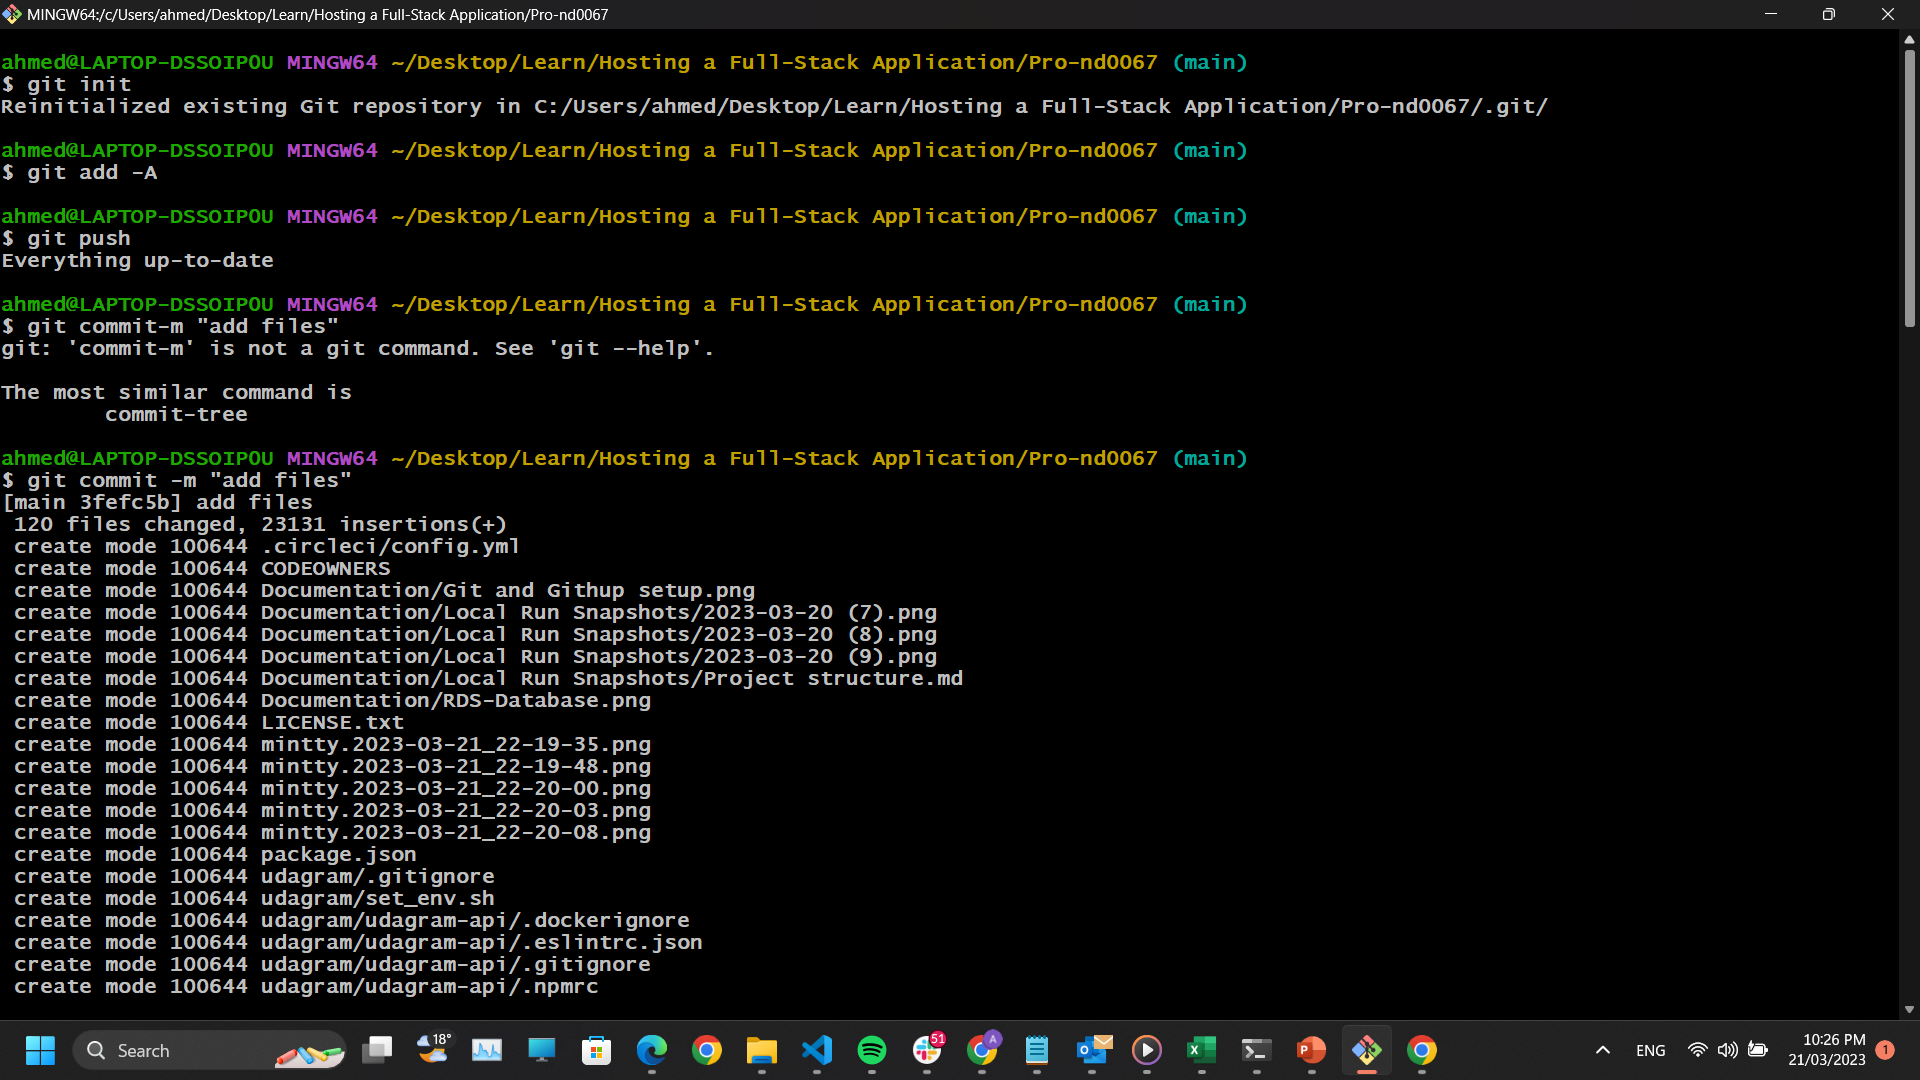 MINGW64:/c/Users/ahmed/Desktop/Learn/Hosting a Full-Stack Application/Pro-nd0067
ahmed@LAPTOP-DSSOIP0U MINGW64 ~/Desktop/Learn/Hosting a Full-Stack Application/Pro-nd0067 (main)
$ git init
Reinitialized existing Git repository in C:/Users/ahmed/Desktop/Learn/Hosting a Full-Stack Application/Pro-nd0067/.git/
ahmed@LAPTOP-DSSOIP0U MINGW64 ~/Desktop/Learn/Hosting a Full-Stack Application/Pro-nd0067 (main)
$ git add -A
ahmed@LAPTOP-DSSOIP0U MINGW64 ~/Desktop/Learn/Hosting a Full-Stack Application/Pro-nd0067 (main)
$ git push
Everything up-to-date
ahmed@LAPTOP-DSSOIP0U MINGW64 ~/Desktop/Learn/Hosting a Full-Stack Application/Pro-nd0067 (main)
$ git commit-m "add files"
git: 'commit-m' is not a git command. See 'git --help'.
The most similar command is
commit-tree
ahmed@LAPTOP-DSSOIP0U MINGW64 ~/Desktop/Learn/Hosting a Full-Stack Application/Pro-nd0067 (main)
$ git commit -m "add files"
[main 3fefc5b] add files
120 files changed, 23131 insertions(+)
create mode 100644 .circleci/config.yml
create mode 100644 CODEOWNERS
create mode 100644 Documentation/Git and Githup setup.png
create mode 100644 Documentation/Local Run Snapshots/2023-03-20 (7).png
create mode 100644 Documentation/Local Run Snapshots/2023-03-20 (8).png
create mode 100644 Documentation/Local Run Snapshots/2023-03-20 (9).png
create mode 100644 Documentation/Local Run Snapshots/Project structure.md
create mode 100644 Documentation/RDS-Database.png
create mode 100644 LICENSE.txt
create mode 100644 mintty.2023-03-21_22-19-35.png
create mode 100644 mintty.2023-03-21_22-19-48.png
create mode 100644 mintty.2023-03-21_22-20-00.png
create mode 100644 mintty.2023-03-21_22-20-03.png
create mode 100644 mintty.2023-03-21_22-20-08.png
create mode 100644 package.json
create mode 100644 udagram/.gitignore
create mode 100644 udagram/set_env.sh
create mode 100644 udagram/udagram-api/.dockerignore
create mode 100644 udagram/udagram-api/.eslintrc.json
create mode 100644 udagram/udagram-api/.gitignore
create mode 100644 udagram/udagram-api/.npmrc
Search
18°
51
A
ENG
10:26 PM
21/03/2023
1